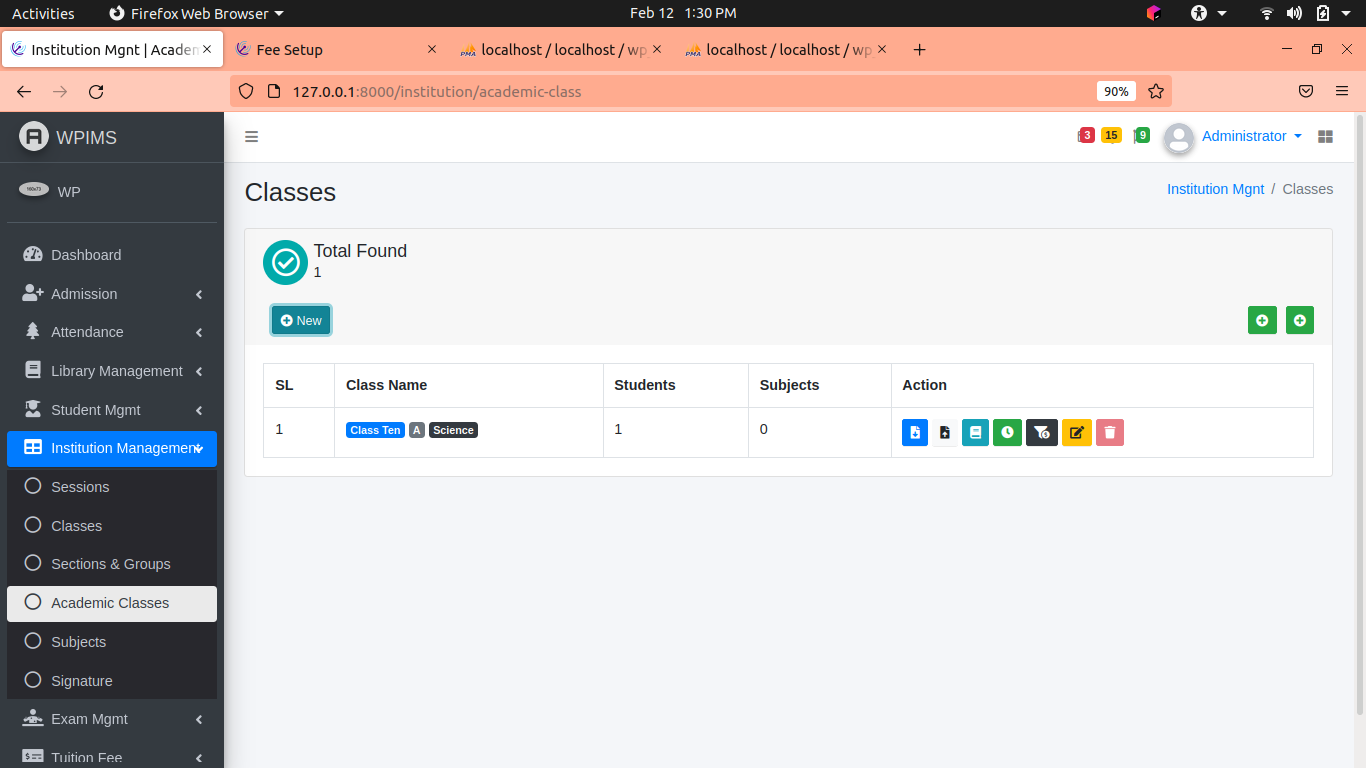 Activities Firefox Web Browser Feb 12 1:30 PM
Institution Mgnt | Academ Fee Setup localhost / localhost / wp localhost / localhost / wp
127.0.0.1:8000/institution/academic-class 90%
WPIMS
3 15 9 Administrator
WP
Classes
Institution Mgnt / Classes
Dashboard
Admission
Attendance
Library Management
Student Mgmt
Institution Management
Sessions
Classes
Sections & Groups
Academic Classes
Subjects
Signature
Exam Mgmt
Tuition Fee
Total Found
1
New
SL Class Name Students Subjects Action
1 Class Ten A Science 1 0